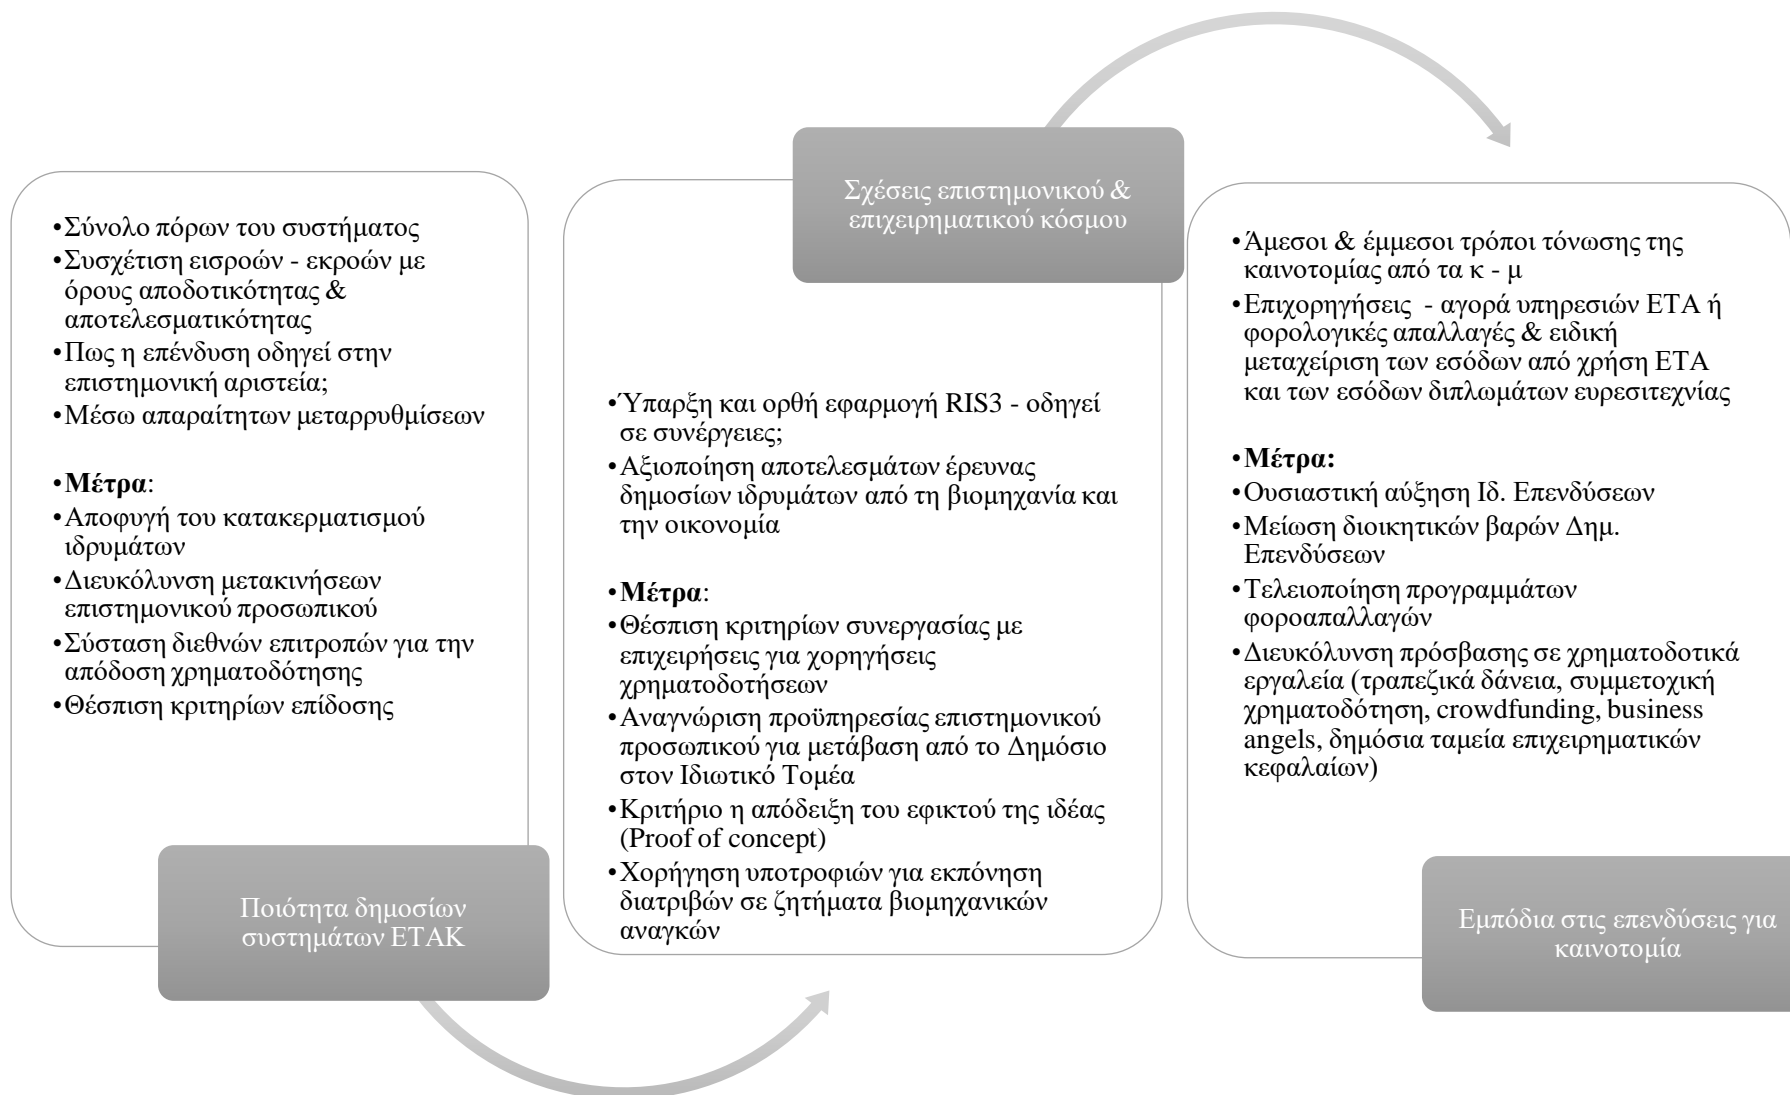 •Σύνολο πόρων του συστήματος
•Συσχέτιση εισροών - εκροών με
όρους αποδοτικότητας &
αποτελεσματικότητας
•Πως η επένδυση οδηγεί στην
επιστημονική αριστεία;
•Μέσω απαραίτητων μεταρρυθμίσεων
•Μέτρα:
•Αποφυγή του κατακερματισμού
ιδρυμάτων
•Διευκόλυνση μετακινήσεων
επιστημονικού προσωπικού
•Σύσταση διεθνών επιτροπών για την
απόδοση χρηματοδότησης
•Θέσπιση κριτηρίων επίδοσης
Ποιότητα δημοσίων
συστημάτων ΕΤΑΚ
Σχέσεις επιστημονικού &
επιχειρηματικού κόσμου
•Ύπαρξη και ορθή εφαρμογή RIS3 - οδηγεί
σε συνέργειες;
•Αξιοποίηση αποτελεσμάτων έρευνας
δημοσίων ιδρυμάτων από τη βιομηχανία και
την οικονομία
•Μέτρα:
•Θέσπιση κριτηρίων συνεργασίας με
επιχειρήσεις για χορηγήσεις
χρηματοδοτήσεων
•Αναγνώριση προϋπηρεσίας επιστημονικού
προσωπικού για μετάβαση από το Δημόσιο
στον Ιδιωτικό Τομέα
•Κριτήριο η απόδειξη του εφικτού της ιδέας
(Proof of concept)
•Χορήγηση υποτροφιών για εκπόνηση
διατριβών σε ζητήματα βιομηχανικών
αναγκών
•Άμεσοι & έμμεσοι τρόποι τόνωσης της
καινοτομίας από τα κ - μ
•Επιχορηγήσεις - αγορά υπηρεσιών ΕΤΑ ή
φορολογικές απαλλαγές & ειδική
μεταχείριση των εσόδων από χρήση ΕΤΑ
και των εσόδων διπλωμάτων ευρεσιτεχνίας
•Μέτρα:
•Ουσιαστική αύξηση Ιδ. Επενδύσεων
•Μείωση διοικητικών βαρών Δημ.
Επενδύσεων
•Τελειοποίηση προγραμμάτων
φοροαπαλλαγών
•Διευκόλυνση πρόσβασης σε χρηματοδοτικά
εργαλεία (τραπεζικά δάνεια, συμμετοχική
χρηματοδότηση, crowdfunding, business
angels, δημόσια ταμεία επιχειρηματικών
κεφαλαίων)
Εμπόδια στις επενδύσεις για
καινοτομία